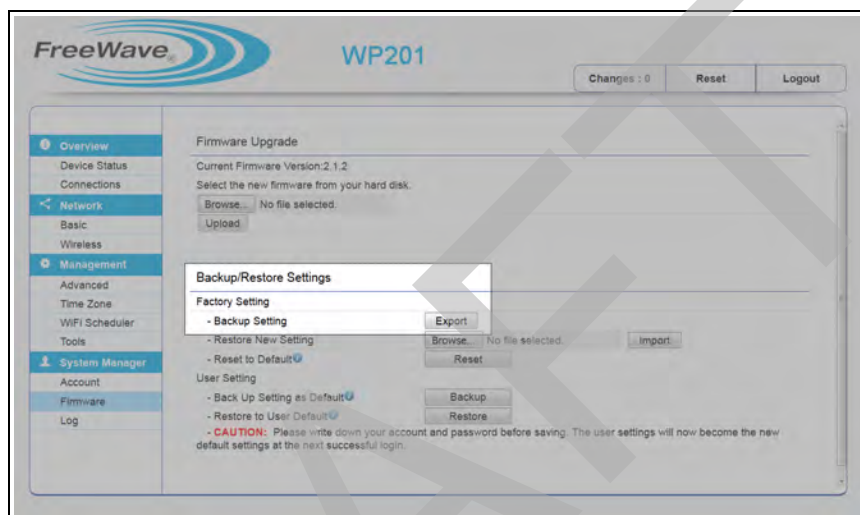 FreeWave®
WP201
Changes : 0 Reset Logout
Overview
Device Status
Connections
Network
Basic
Wireless
Management
Advanced
Time Zone
WiFi Scheduler
Tools
System Manager
Account
Firmware
Log
Firmware Upgrade
Current Firmware Version:2.1.2
Select the new firmware from your hard disk.
Browse... No file selected.
Upload
Backup/Restore Settings
Factory Setting
- Backup Setting Export
- Restore New Setting Browse... No file selected. Import
- Reset to Default Reset
User Setting
- Back Up Setting as Default Backup
- Restore to User Default Restore
- CAUTION: Please write down your account and password before saving. The user settings will now become the new
default settings at the next successful login.